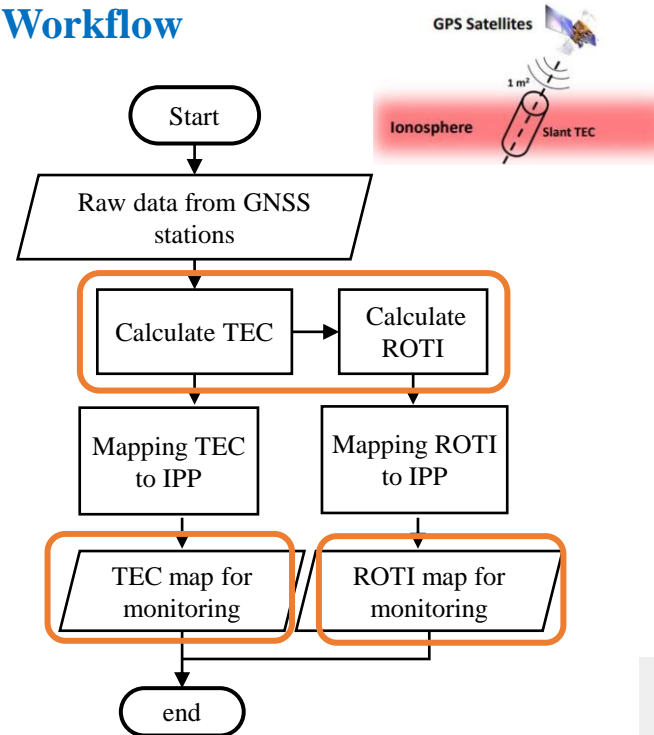 Workflow
GPS Satellites
1 m²
Ionosphere
Slant TEC
Start
Raw data from GNSS
stations
Calculate TEC
Calculate
ROTI
Mapping TEC
to IPP
Mapping ROTI
to IPP
TEC map for
monitoring
ROTI map for
monitoring
end